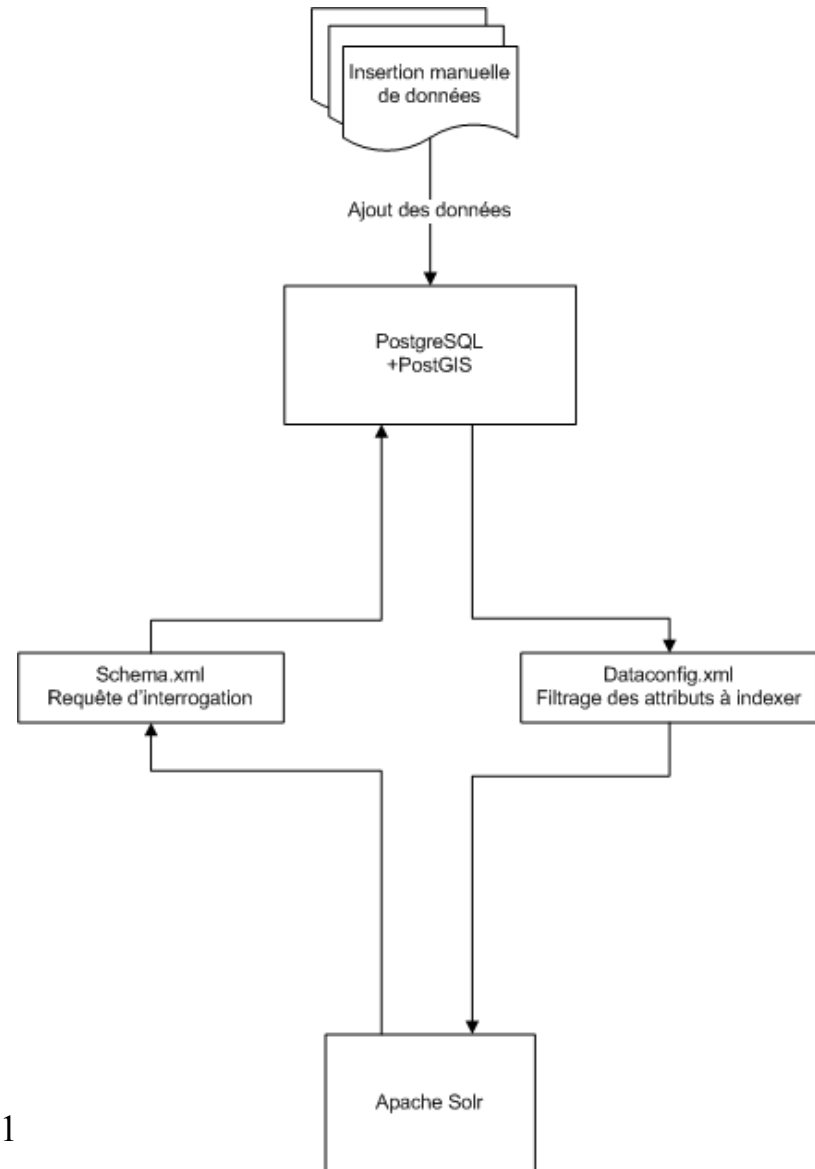 Insertion manuelle
de données
Ajout des données
PostgreSQL
+PostGIS
Schema.xml
Requête d'interrogation
Dataconfig.xml
Filtrage des attributs à indexer
Apache Solr
1